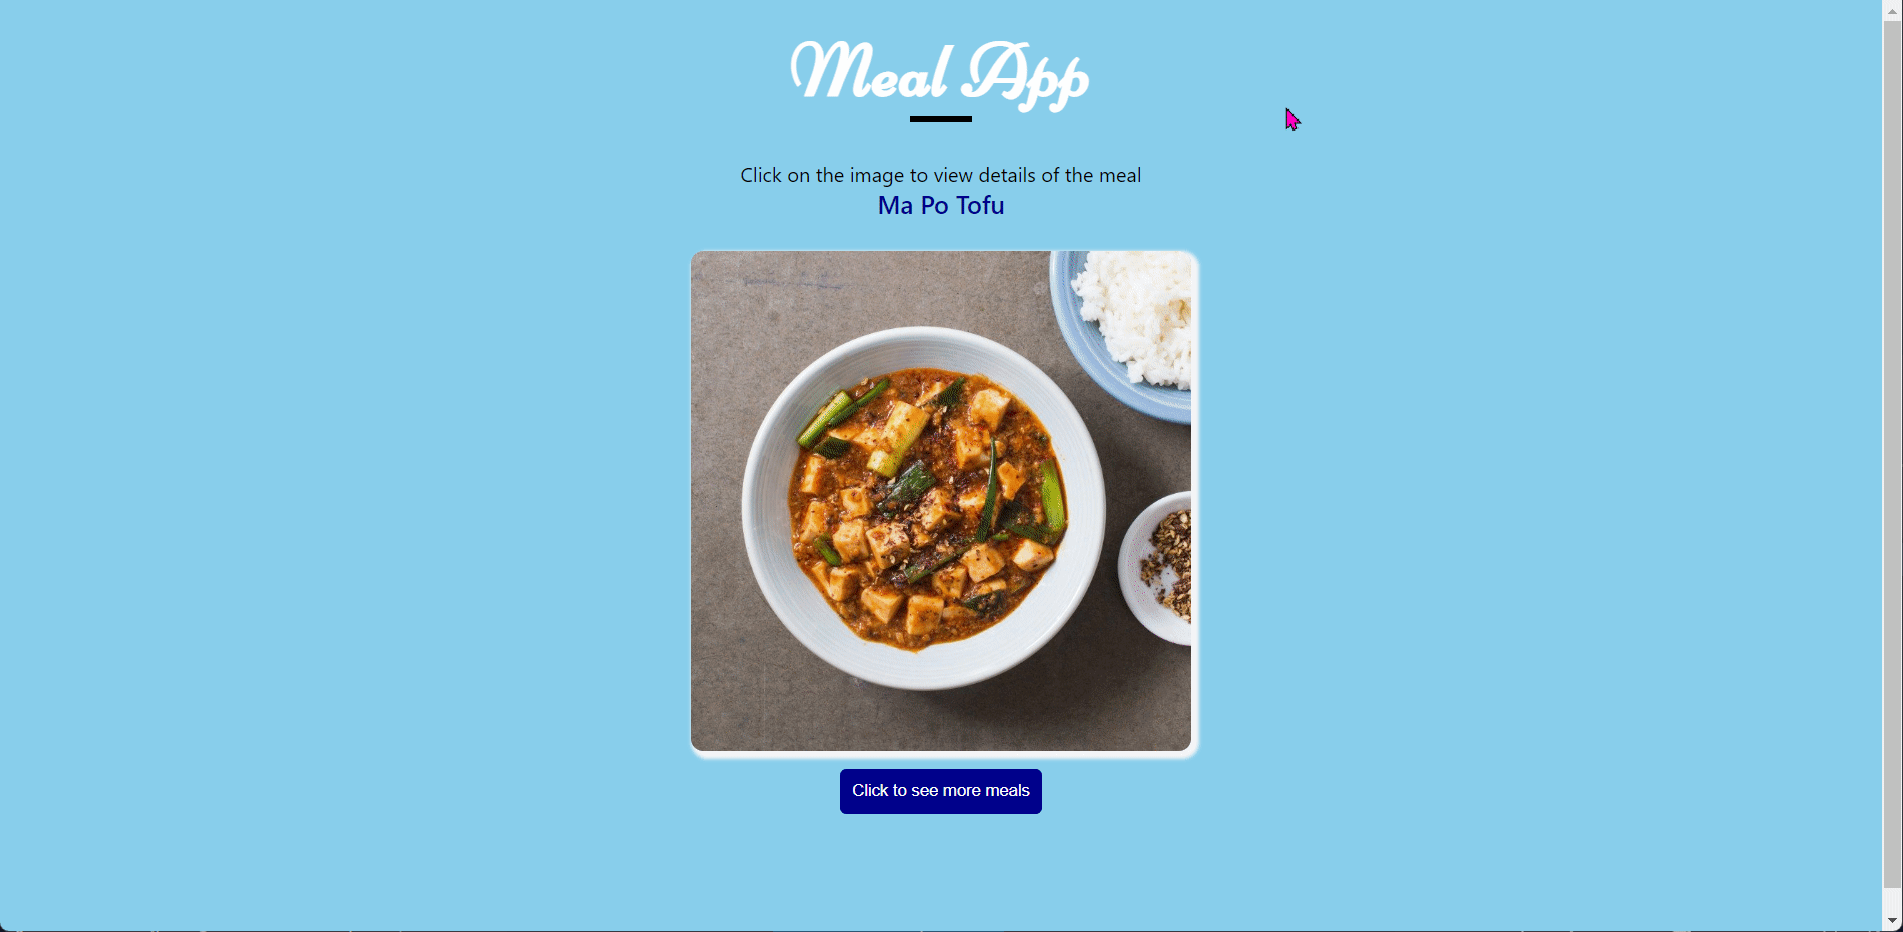 Meal App
Click on the image to view details of the meal
Ma Po Tofu
Click to see more meals